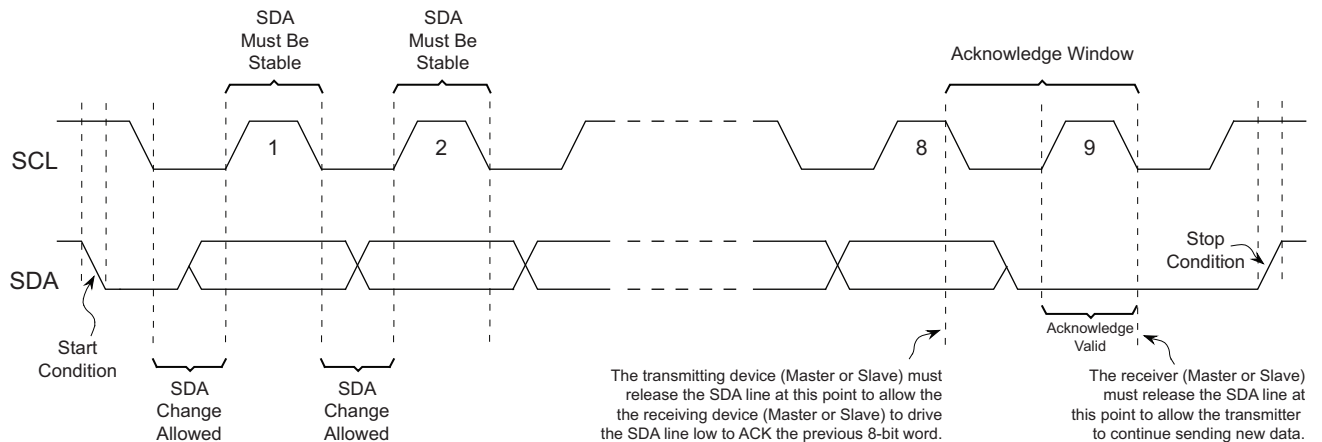 SDA
Must Be
Stable
SDA
Must Be
Stable
Acknowledge Window
SCL
1
2
8
9
SDA
Stop
Condition
Start
Condition
Acknowledge
Valid
SDA
Change
Allowed
SDA
Change
Allowed
The transmitting device (Master or Slave) must
release the SDA line at this point to allow the
the receiving device (Master or Slave) to drive
the SDA line low to ACK the previous 8-bit word.
The receiver (Master or Slave)
must release the SDA line at
this point to allow the transmitter
to continue sending new data.